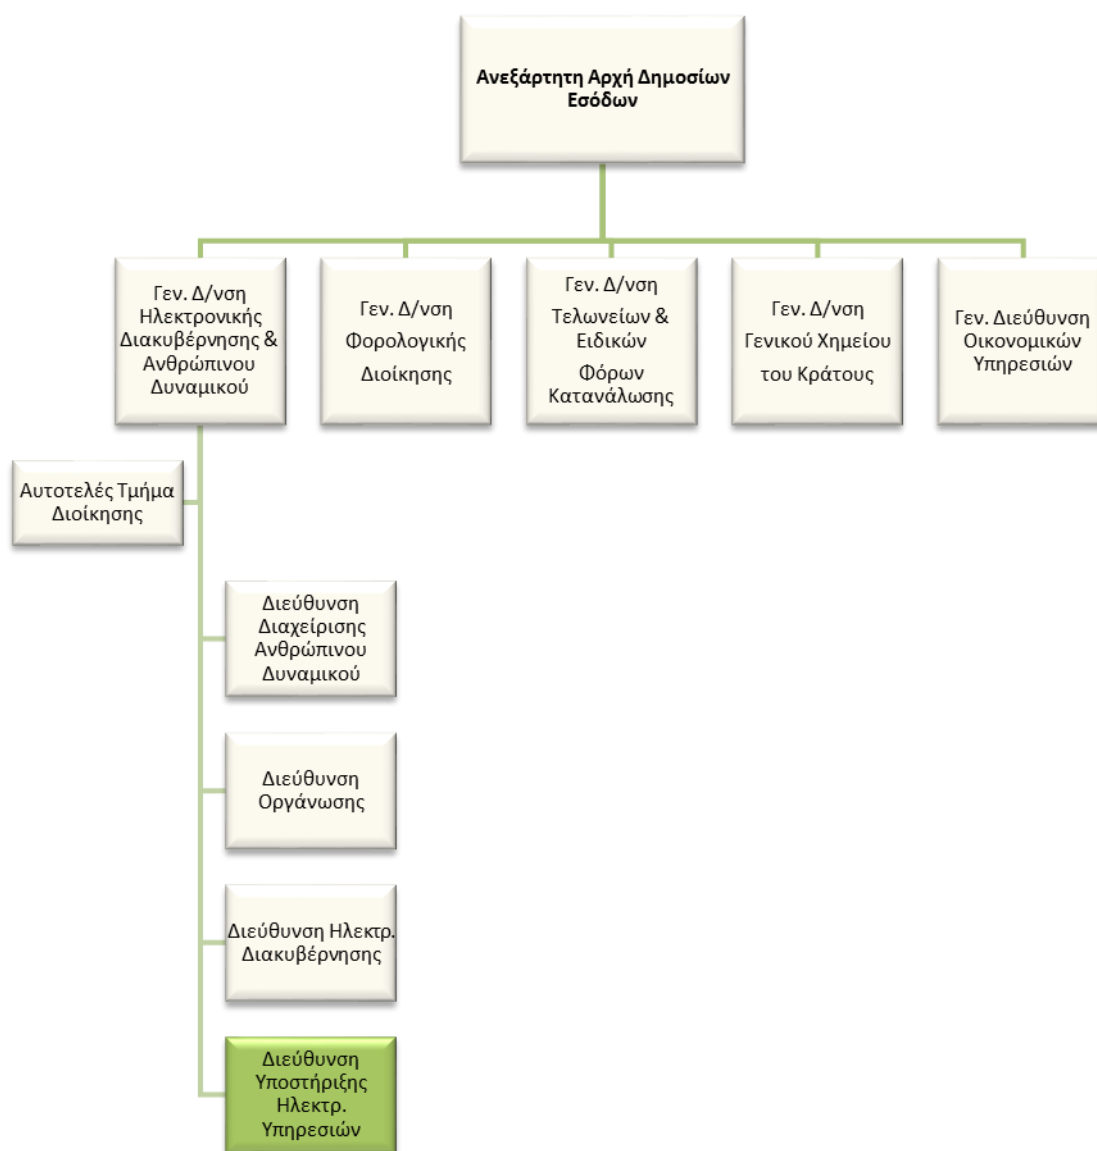 Ανεξάρτητη Αρχή Δημοσίων
Εσόδων
Γεν. Δ/νση
Ηλεκτρονικής
Διακυβέρνησης &
Ανθρώπινου
Δυναμικού
Γεν. Δ/νση
Φορολογικής
Διοίκησης
Γεν. Δ/νση
Τελωνείων &
Ειδικών
Φόρων
Κατανάλωσης
Γεν. Δ/νση
Γενικού Χημείου
του Κράτους
Γεν. Διεύθυνση
Οικονομικών
Υπηρεσιών
Αυτοτελές Τμήμα
Διοίκησης
Διεύθυνση
Διαχείρισης
Ανθρώπινου
Δυναμικού
Διεύθυνση
Οργάνωσης
Διεύθυνση Ηλεκτρ.
Διακυβέρνησης
Διεύθυνση
Υποστήριξης
Ηλεκτρ.
Υπηρεσιών